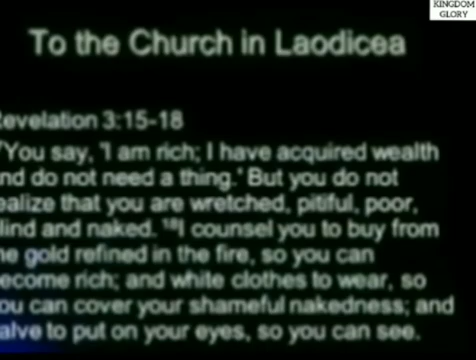 KINGDOM
GLORY
To the Church in Laodicea
evelation 3:15-18
"You say, 'I am rich; I have acquired wealth
nd do not need a thing.' But you do not
ealize that you are wretched, pitiful, poor,
lind and naked. ¹⁸I counsel you to buy from
e gold refined in the fire, so you can
ecome rich; and white clothes to wear, so
ou can cover your shameful nakedness; and
alve to put on your eyes, so you can see.